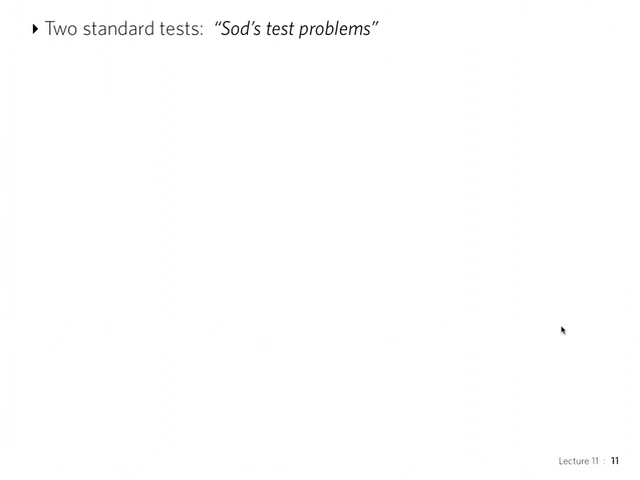 Two standard tests: “Sod’s test problems”
Lecture 11 : 11